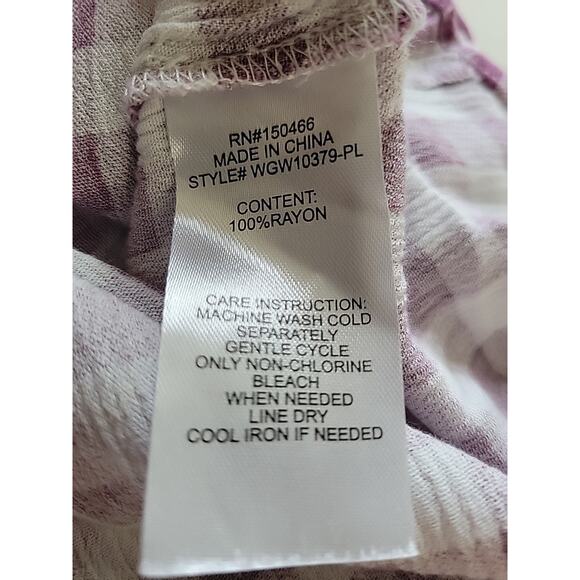 RN#150466
MADE IN CHINA
STYLE# WGW10379-PL
CONTENT:
100%RAYON
CARE INSTRUCTION:
MACHINE WASH COLD
SEPARATELY
GENTLE CYCLE
ONLY NON-CHLORINE
BLEACH
WHEN NEEDED
LINE DRY
COOL IRON IF NEEDED